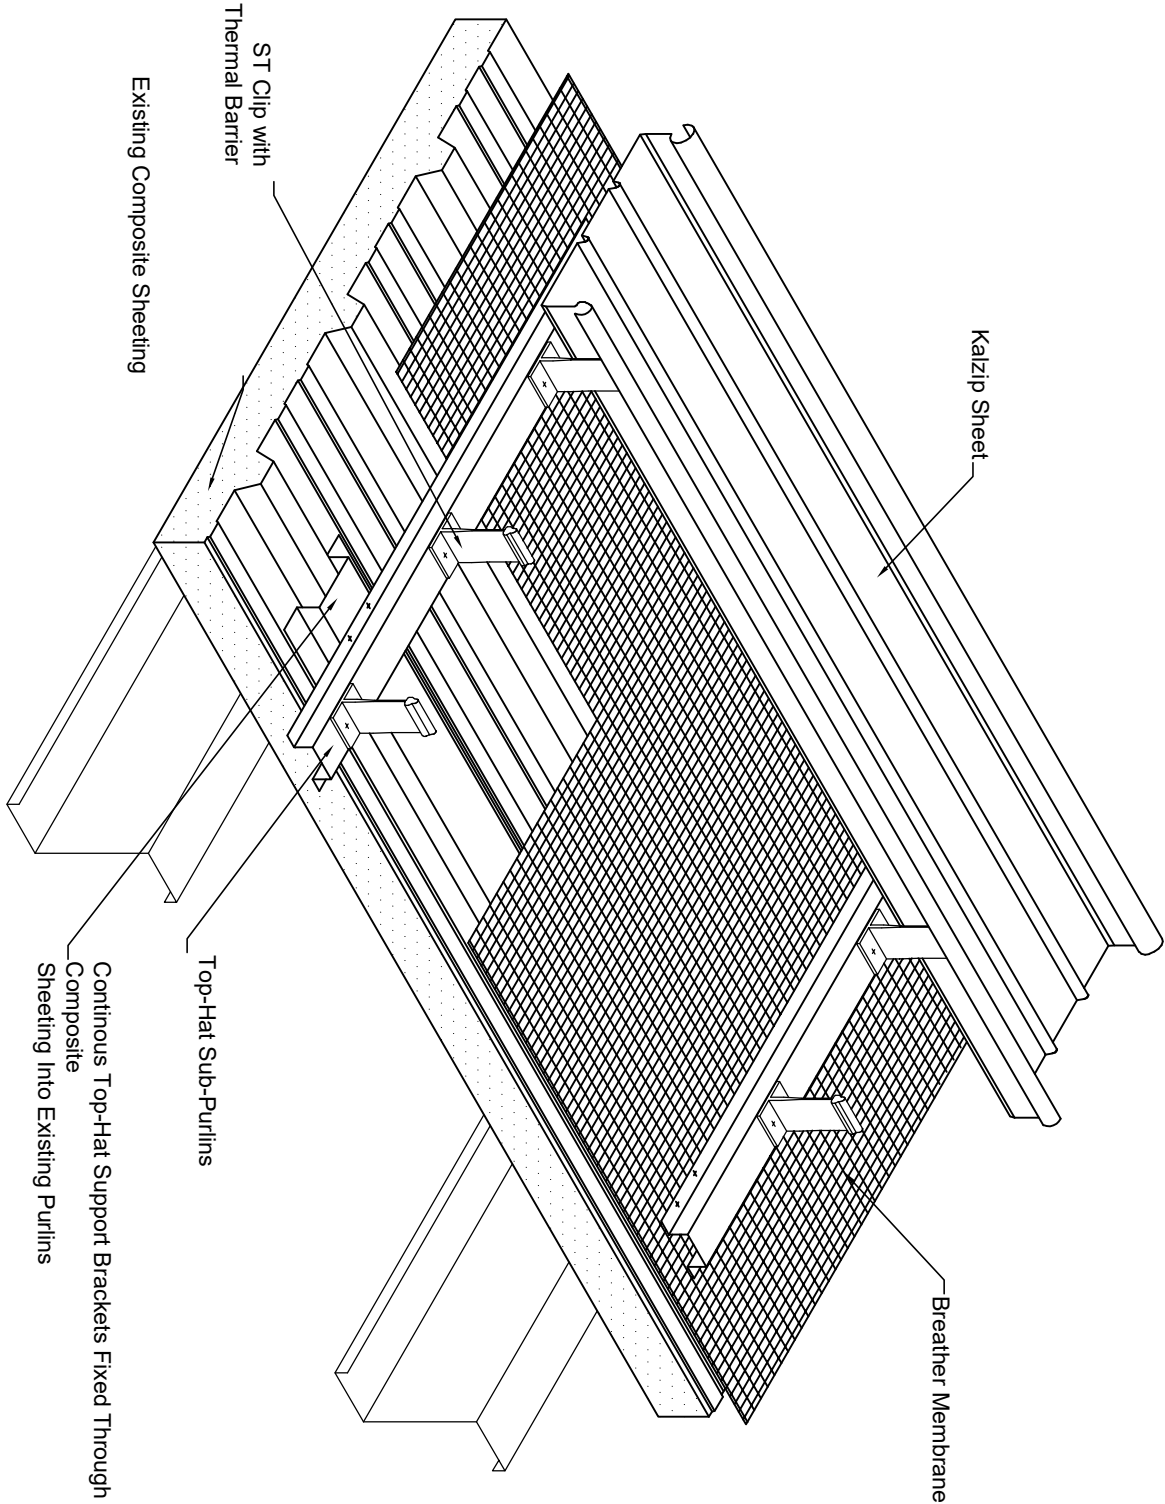 Kalzip Sheet
Breather Membrane
ST Clip with
Thermal Barrier
Existing Composite Sheeting
Top-Hat Sub-Purlins
Continous Top-Hat Support Brackets Fixed Through
Composite
Sheeting Into Existing Purlins